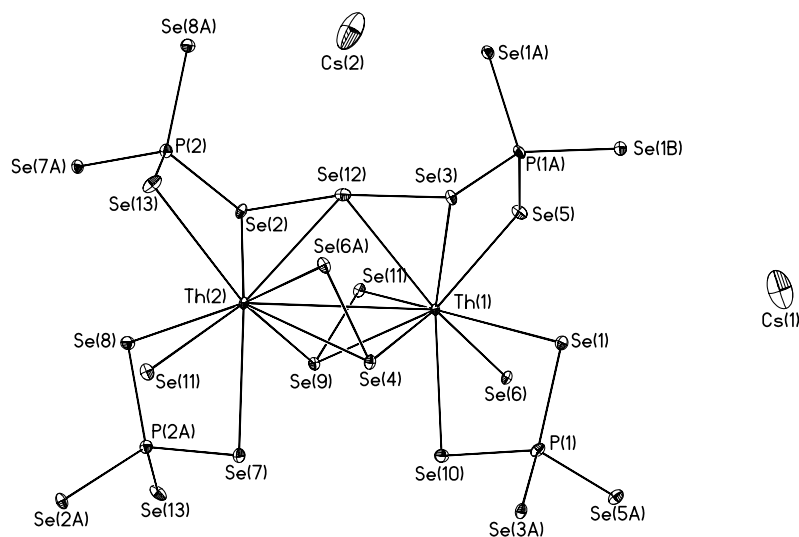 Se(8A)
Cs(2)
Se(1A)
P(2)
Se(7A)
Se(13)
Se(12)
Se(3)
P(1A)
Se(1B)
Se(2)
Se(5)
Se(6A)
Se(11)
Th(2)
Th(1)
Cs(1)
Se(8)
Se(1)
Se(11)
Se(9)
Se(4)
Se(6)
P(2A)
P(1)
Se(7)
Se(10)
Se(2A)
Se(13)
Se(3A)
Se(5A)